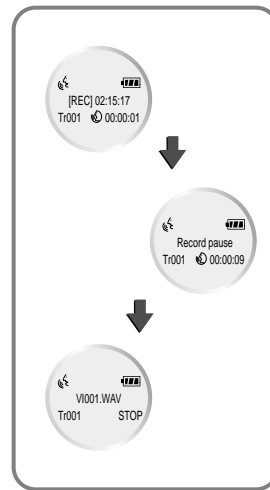 [REC] 02:15:17
Tr001 00:00:01
Record pause
Tr001 00:00:09
VI001.WAV
Tr001 STOP